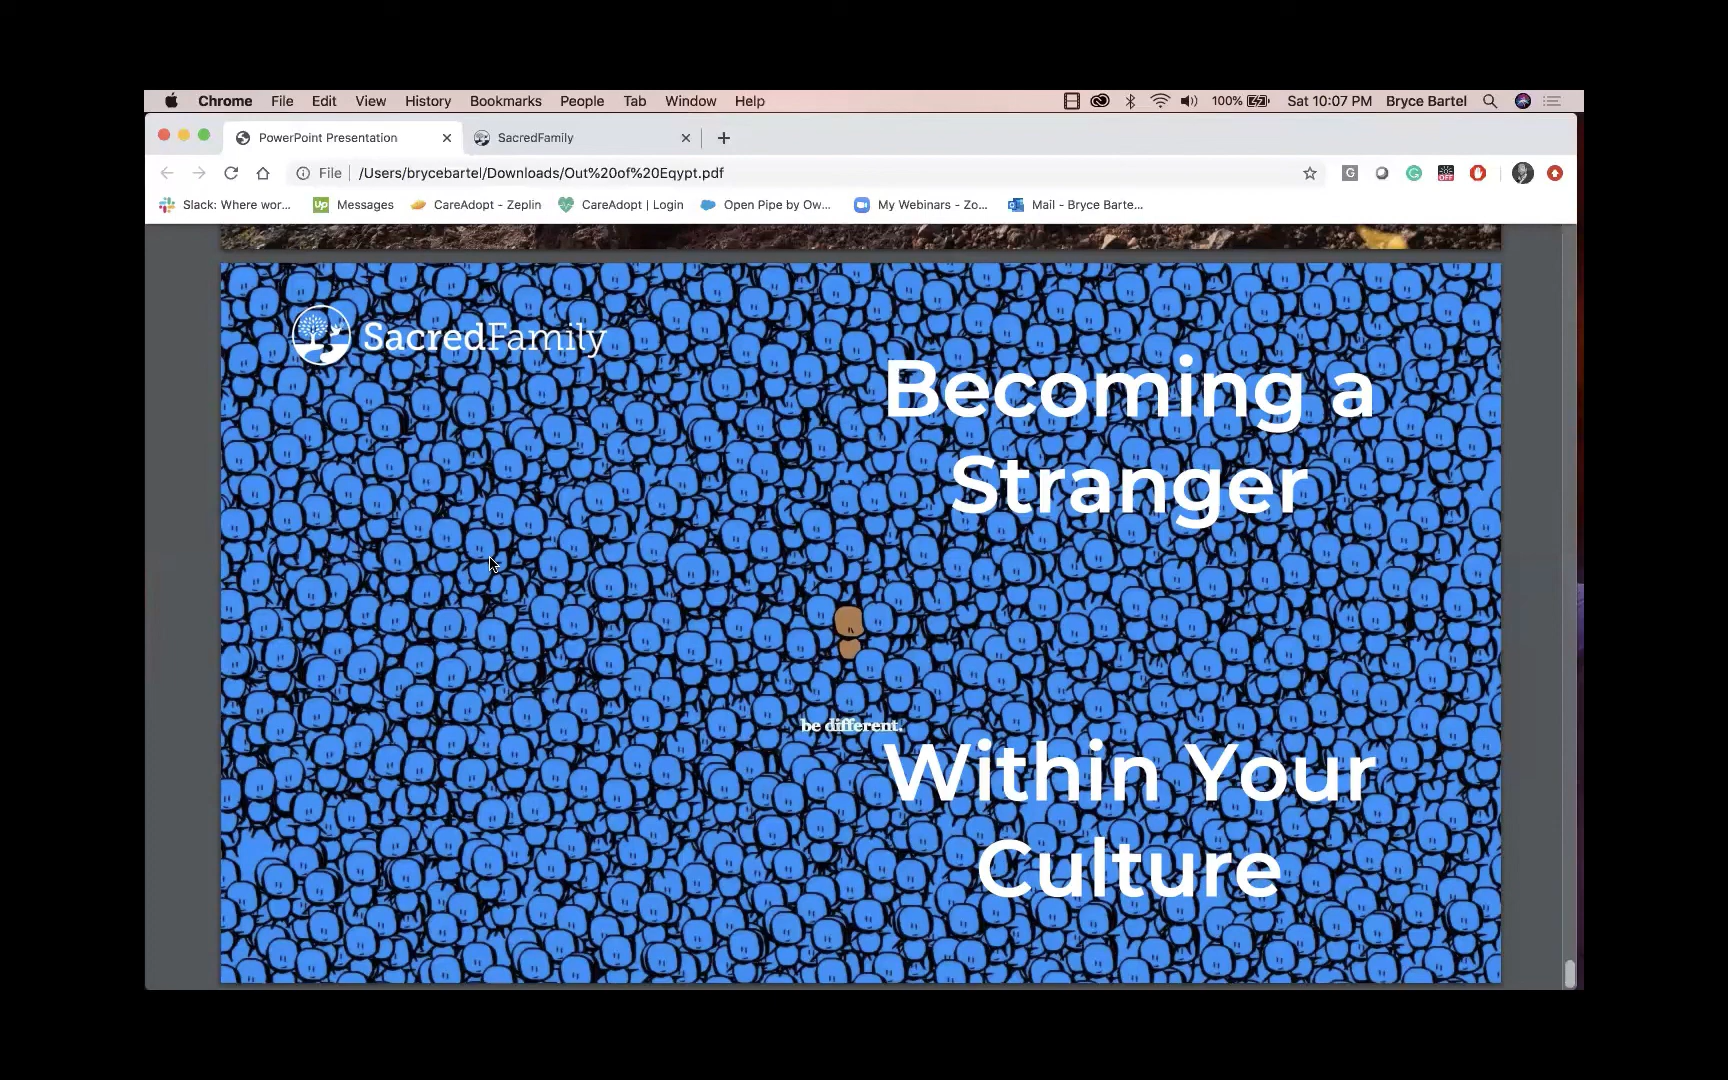 Chrome File Edit View History Bookmarks People Tab Window Help 100% Sat 10:07 PM Bryce Bartel
PowerPoint Presentation SacredFamily
File /Users/brycebartel/Downloads/Out%20of%20Eqypt.pdf
Slack: Where wor... Up Messages CareAdopt - Zeplin CareAdopt | Login Open Pipe by Ow... My Webinars - Zo... Mail - Bryce Barte...
SacredFamily
Becoming a
Stranger
be different.
Within Your
Culture